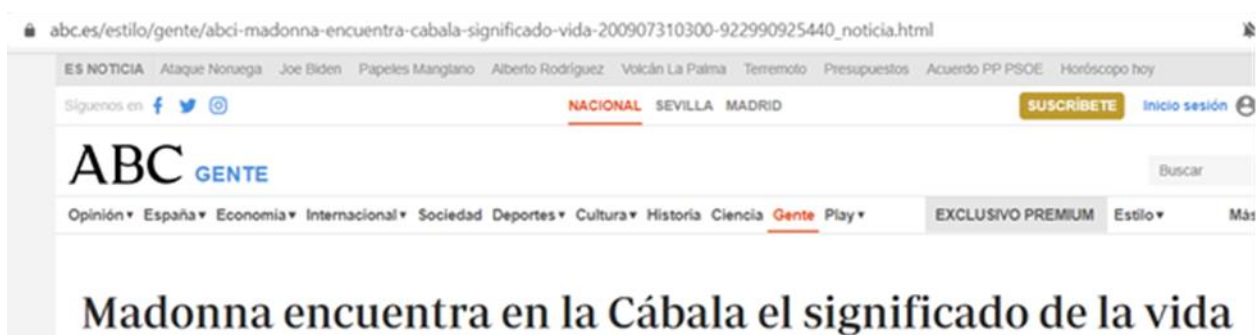 abc.es/estilo/gente/abci-madonna-encuentra-cabala-significado-vida-200907310300-922990925440_noticia.html
ES NOTICIA Ataque Noruega Joe Biden Papeles Manglano Alberto Rodríguez Volcán La Palma Terremoto Presupuestos Acuerdo PP PSOE Horóscopo hoy
Síguenos en NACIONAL SEVILLA MADRID SUSCRÍBETE Inicio sesión
ABC GENTE Buscar
Opinión España Economía Internacional Sociedad Deportes Cultura Historia Ciencia Gente Play EXCLUSIVO PREMIUM Estilo Más
Madonna encuentra en la Cábala el significado de la vida